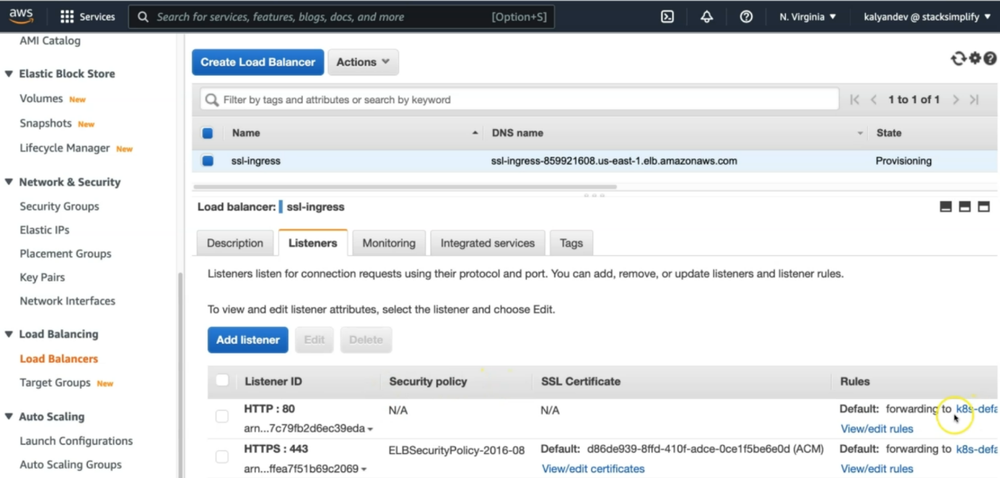 aws
Services
Search for services, features, blogs, docs, and more
[Option+S]
N. Virginia
kalyandev @ stacksimplify
AMI Catalog
Elastic Block Store
Volumes New
Snapshots New
Lifecycle Manager New
Network & Security
Security Groups
Elastic IPs
Placement Groups
Key Pairs
Network Interfaces
Load Balancing
Load Balancers
Target Groups New
Auto Scaling
Launch Configurations
Auto Scaling Groups
Create Load Balancer
Actions
Filter by tags and attributes or search by keyword
1 to 1 of 1
Name DNS name State
ssl-ingress ssl-ingress-859921608.us-east-1.elb.amazonaws.com Provisioning
Load balancer: ssl-ingress
Description Listeners Monitoring Integrated services Tags
Listeners listen for connection requests using their protocol and port. You can add, remove, or update listeners and listener rules.
To view and edit listener attributes, select the listener and choose Edit.
Add listener Edit Delete
Listener ID Security policy SSL Certificate Rules
HTTP : 80 N/A N/A Default: forwarding to k8s-defa
arn...7c79fb2d6ec39eda View/edit rules
HTTPS : 443 ELBSecurityPolicy-2016-08 Default: d86de939-8ffd-410f-adce-0ce1f5be6e0d (ACM) Default: forwarding to k8s-defa
arn...ffea7f51b69c2069 View/edit certificates View/edit rules